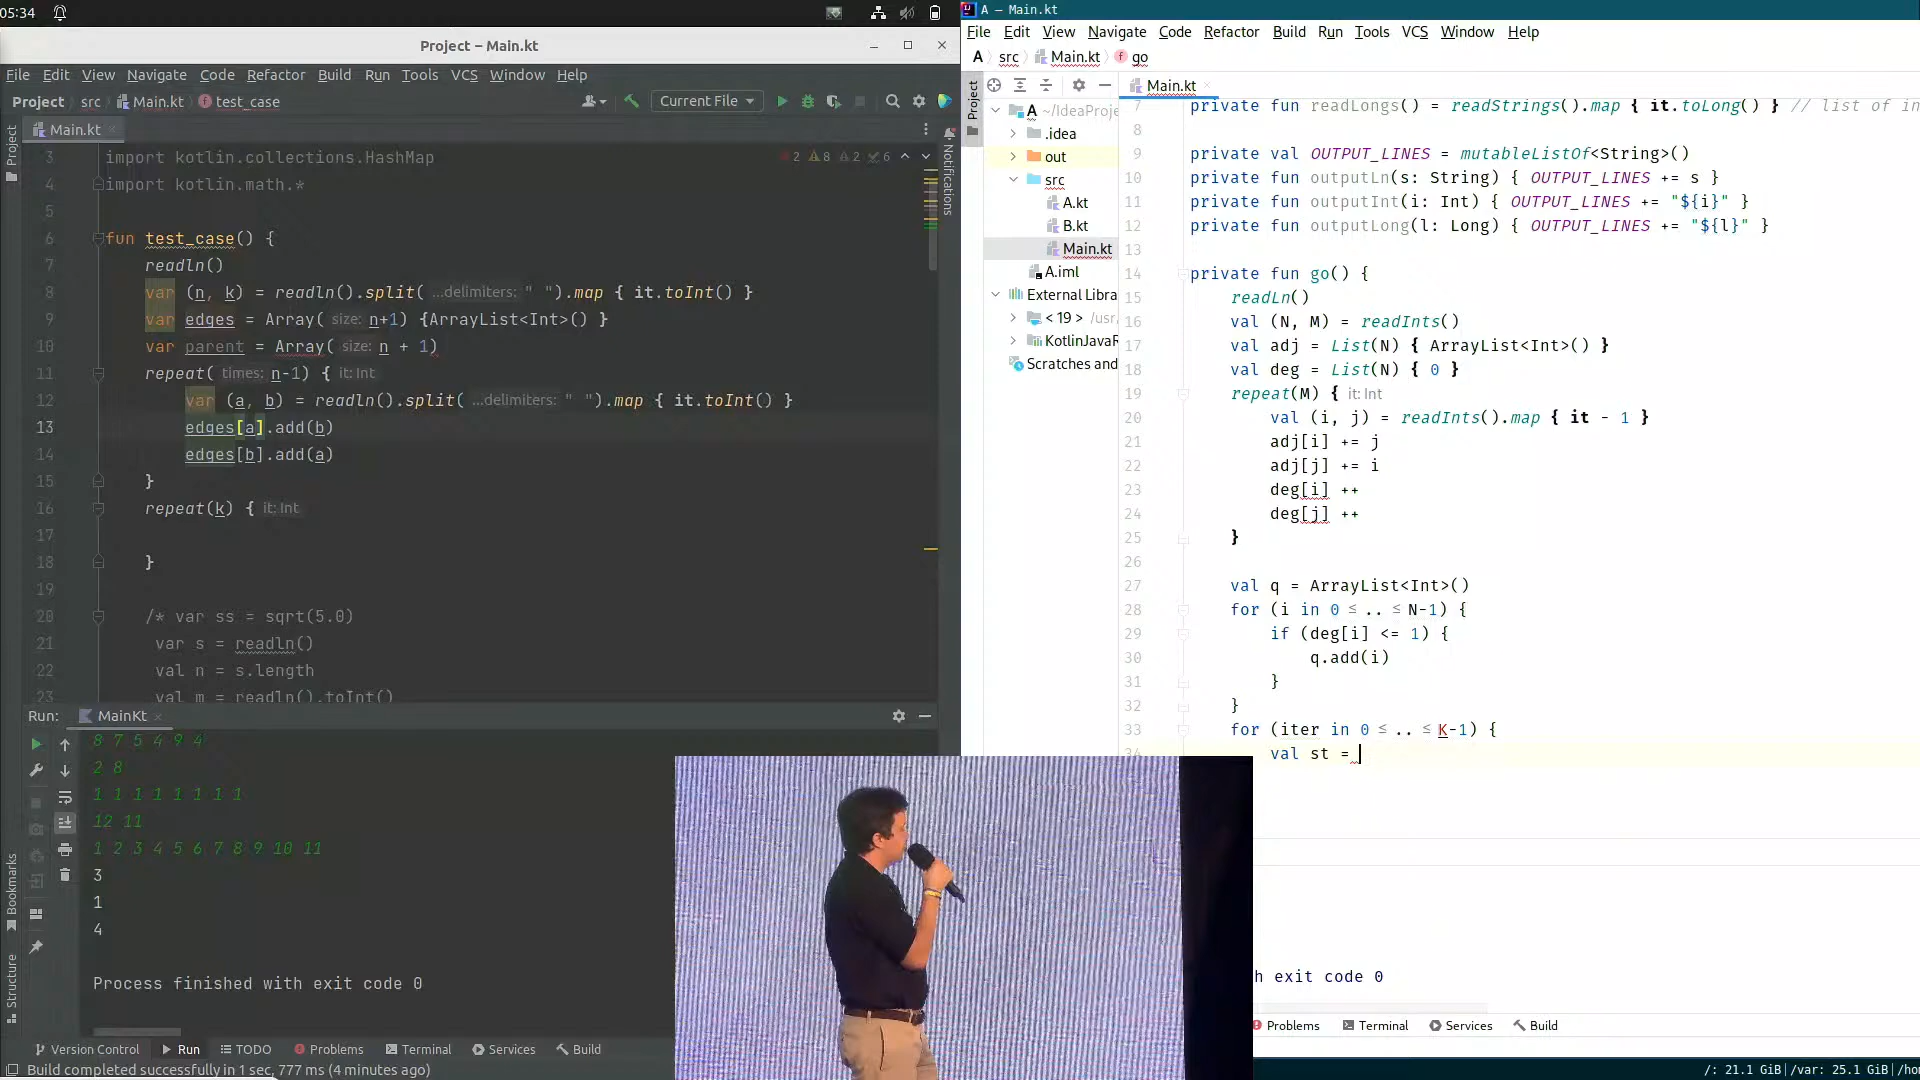 05:34
Project – Main.kt
File Edit View Navigate Code Refactor Build Run Tools VCS Window Help
Project src Main.kt test_case Current File
Main.kt
Project
Notifications
2 8 2 6
3 import kotlin.collections.HashMap
4 import kotlin.math.*
5
6 fun test_case() {
7 readln()
8 var (n, k) = readln().split( ...delimiters: " ").map { it.toInt() }
9 var edges = Array( size: n+1) {ArrayList<Int>() }
10 var parent = Array( size: n + 1)
11 repeat( times: n-1) { it: Int
12 var (a, b) = readln().split( ...delimiters: " ").map { it.toInt() }
13 edges[a].add(b)
14 edges[b].add(a)
15 }
16 repeat(k) { it: Int
17
18 }
19
20 /* var ss = sqrt(5.0)
21 var s = readln()
22 val n = s.length
23 val m = readln().toInt()
Run: MainKt
8 7 5 4 9 4
2 8
1 1 1 1 1 1 1 1
12 11
1 2 3 4 5 6 7 8 9 10 11
3
1
4
Process finished with exit code 0
Bookmarks
Structure
Version Control Run TODO Problems Terminal Services Build
Build completed successfully in 1 sec, 777 ms (4 minutes ago)
A – Main.kt
File Edit View Navigate Code Refactor Build Run Tools VCS Window Help
A src Main.kt go
Project
Main.kt
A ~/IdeaProje
.idea
out
src
A.kt
B.kt
Main.kt
A.iml
External Libra
< 19 > /usr/
KotlinJavaR
Scratches and
7 private fun readLongs() = readStrings().map { it.toLong() } // list of in
8
9 private val OUTPUT_LINES = mutableListOf<String>()
10 private fun outputLn(s: String) { OUTPUT_LINES += s }
11 private fun outputInt(i: Int) { OUTPUT_LINES += "${i}" }
12 private fun outputLong(l: Long) { OUTPUT_LINES += "${l}" }
13
14 private fun go() {
15 readLn()
16 val (N, M) = readInts()
17 val adj = List(N) { ArrayList<Int>() }
18 val deg = List(N) { 0 }
19 repeat(M) { it: Int
20 val (i, j) = readInts().map { it - 1 }
21 adj[i] += j
22 adj[j] += i
23 deg[i] ++
24 deg[j] ++
25 }
26
27 val q = ArrayList<Int>()
28 for (i in 0 ≤ .. ≤ N-1) {
29 if (deg[i] <= 1) {
30 q.add(i)
31 }
32 }
33 for (iter in 0 ≤ .. ≤ K-1) {
34 val st =
h exit code 0
Problems Terminal Services Build
/: 21.1 GiB|/var: 25.1 GiB|/ho